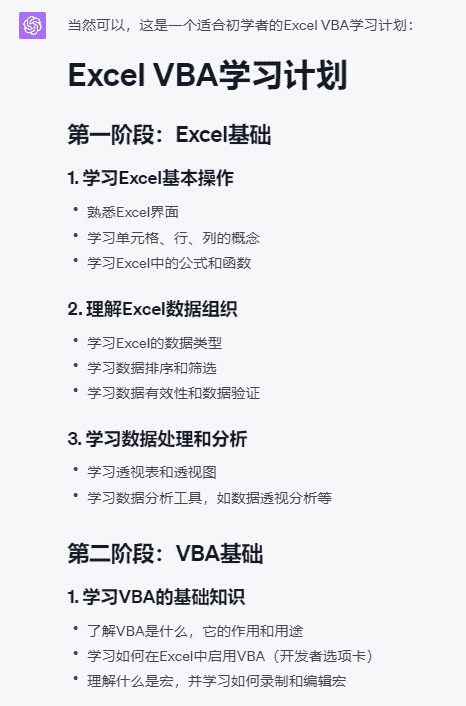 当然可以，这是一个适合初学者的Excel VBA学习计划：
Excel VBA学习计划
第一阶段：Excel基础
1. 学习Excel基本操作
• 熟悉Excel界面
• 学习单元格、行、列的概念
• 学习Excel中的公式和函数
2. 理解Excel数据组织
• 学习Excel的数据类型
• 学习数据排序和筛选
• 学习数据有效性和数据验证
3. 学习数据处理和分析
• 学习透视表和透视图
• 学习数据分析工具，如数据透视分析等
第二阶段：VBA基础
1. 学习VBA的基础知识
• 了解VBA是什么，它的作用和用途
• 学习如何在Excel中启用VBA（开发者选项卡）
• 理解什么是宏，并学习如何录制和编辑宏